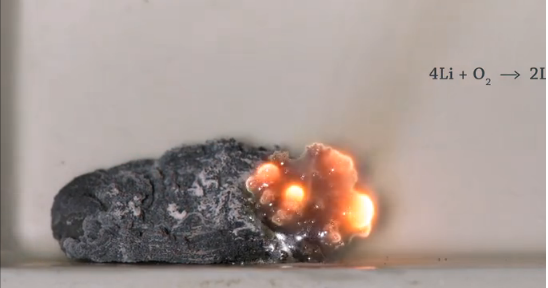 4Li + O₂ → 2L